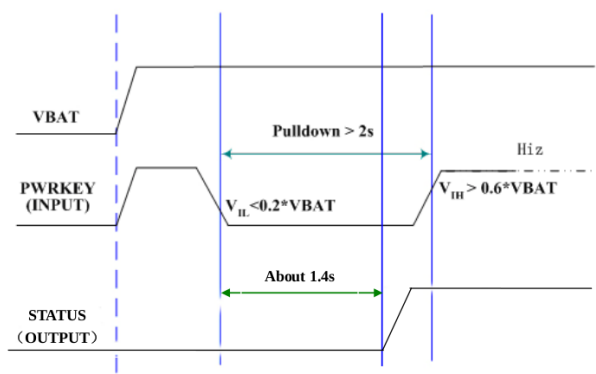 VBAT
Pulldown > 2s
Hiz
PWRKEY
(INPUT)
VIL<0.2*VBAT
VIH > 0.6*VBAT
About 1.4s
STATUS
（OUTPUT）